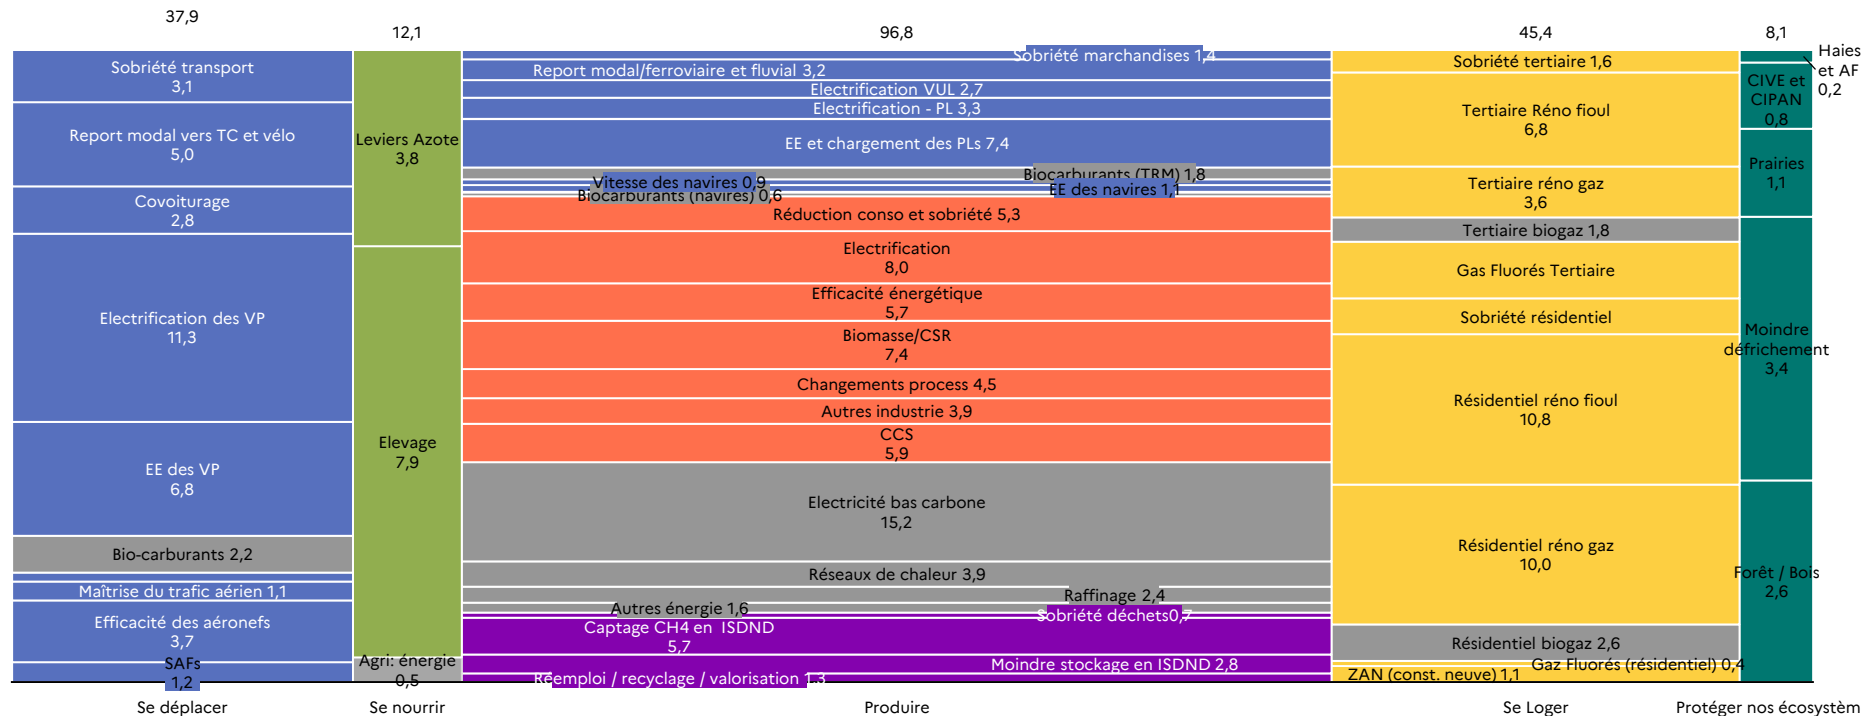 37,9
12,1
96,8
45,4
8,1
Sobriété transport
3,1
Report modal vers TC et vélo
5,0
Covoiturage
2,8
Electrification des VP
11,3
EE des VP
6,8
Bio-carburants 2,2
Maîtrise du trafic aérien 1,1
Efficacité des aéronefs
3,7
SAFs
1,2
Leviers Azote
3,8
Elevage
7,9
Agri: énergie
0,5
Sobriété marchandises 1,4
Report modal/ferroviaire et fluvial 3,2
Electrification VUL 2,7
Electrification - PL 3,3
EE et chargement des PLs 7,4
Biocarburants (TRM) 1,8
Vitesse des navires 0,9
EE des navires 1,1
Biocarburants (navires) 0,6
Réduction conso et sobriété 5,3
Electrification
8,0
Efficacité énergétique
5,7
Biomasse/CSR
7,4
Changements process 4,5
Autres industrie 3,9
CCS
5,9
Electricité bas carbone
15,2
Réseaux de chaleur 3,9
Raffinage 2,4
Autres énergie 1,6
Sobriété déchets0,7
Captage CH4 en ISDND
5,7
Moindre stockage en ISDND 2,8
Réemploi / recyclage / valorisation 1,3
Sobriété tertiaire 1,6
Tertiaire Réno fioul
6,8
Tertiaire réno gaz
3,6
Tertiaire biogaz 1,8
Gas Fluorés Tertiaire
Sobriété résidentiel
Résidentiel réno fioul
10,8
Résidentiel réno gaz
10,0
Résidentiel biogaz 2,6
Gaz Fluorés (résidentiel) 0,4
ZAN (const. neuve) 1,1
Haies
et AF
0,2
CIVE et
CIPAN
0,8
Prairies
1,1
Moindre
défrichement
3,4
Forêt / Bois
2,6
Se déplacer
Se nourrir
Produire
Se Loger
Protéger nos écosystèm